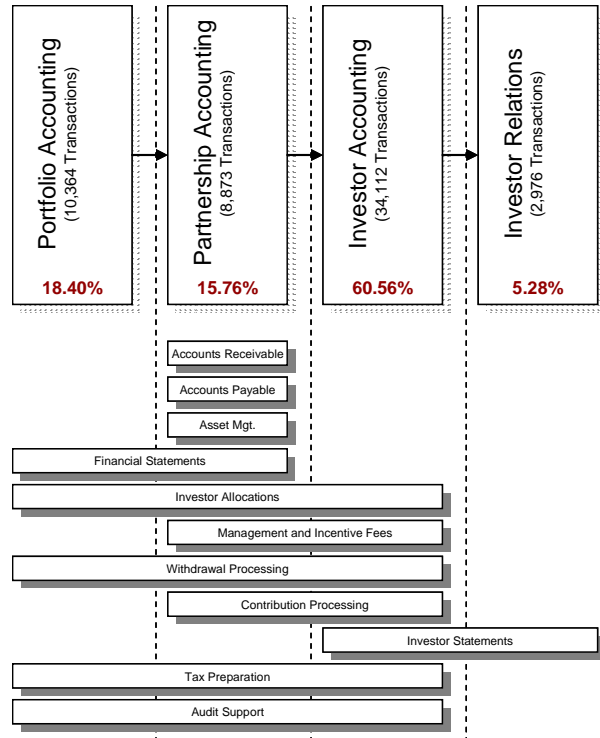 Portfolio Accounting
(10,364 Transactions)
18.40%
Partnership Accounting
(8,873 Transactions)
15.76%
Investor Accounting
(34,112 Transactions)
60.56%
Investor Relations
(2,976 Transactions)
5.28%
Accounts Receivable
Accounts Payable
Asset Mgt.
Financial Statements
Investor Allocations
Management and Incentive Fees
Withdrawal Processing
Contribution Processing
Investor Statements
Tax Preparation
Audit Support